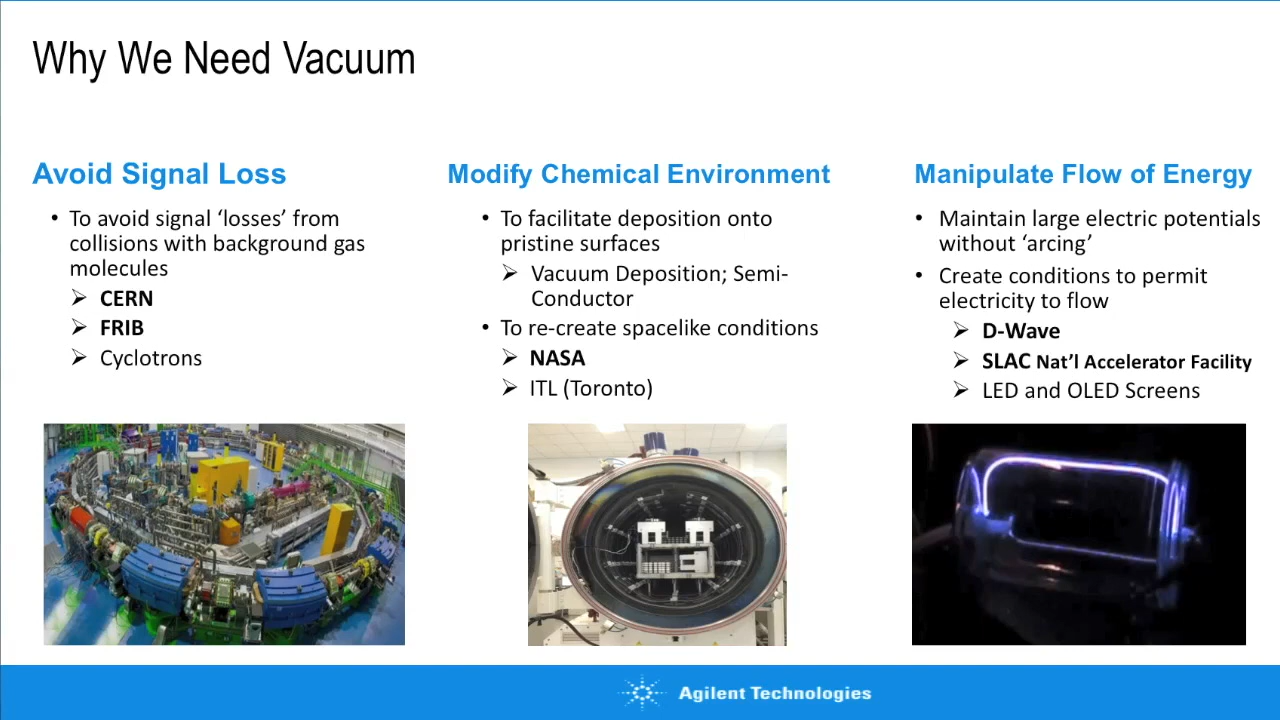 Why We Need Vacuum
Avoid Signal Loss
• To avoid signal ‘losses’ from
collisions with background gas
molecules
➢ CERN
➢ FRIB
➢ Cyclotrons
Modify Chemical Environment
• To facilitate deposition onto
pristine surfaces
➢ Vacuum Deposition; Semi-
Conductor
• To re-create spacelike conditions
➢ NASA
➢ ITL (Toronto)
Manipulate Flow of Energy
• Maintain large electric potentials
without ‘arcing’
• Create conditions to permit
electricity to flow
➢ D-Wave
➢ SLAC Nat’l Accelerator Facility
➢ LED and OLED Screens
Agilent Technologies